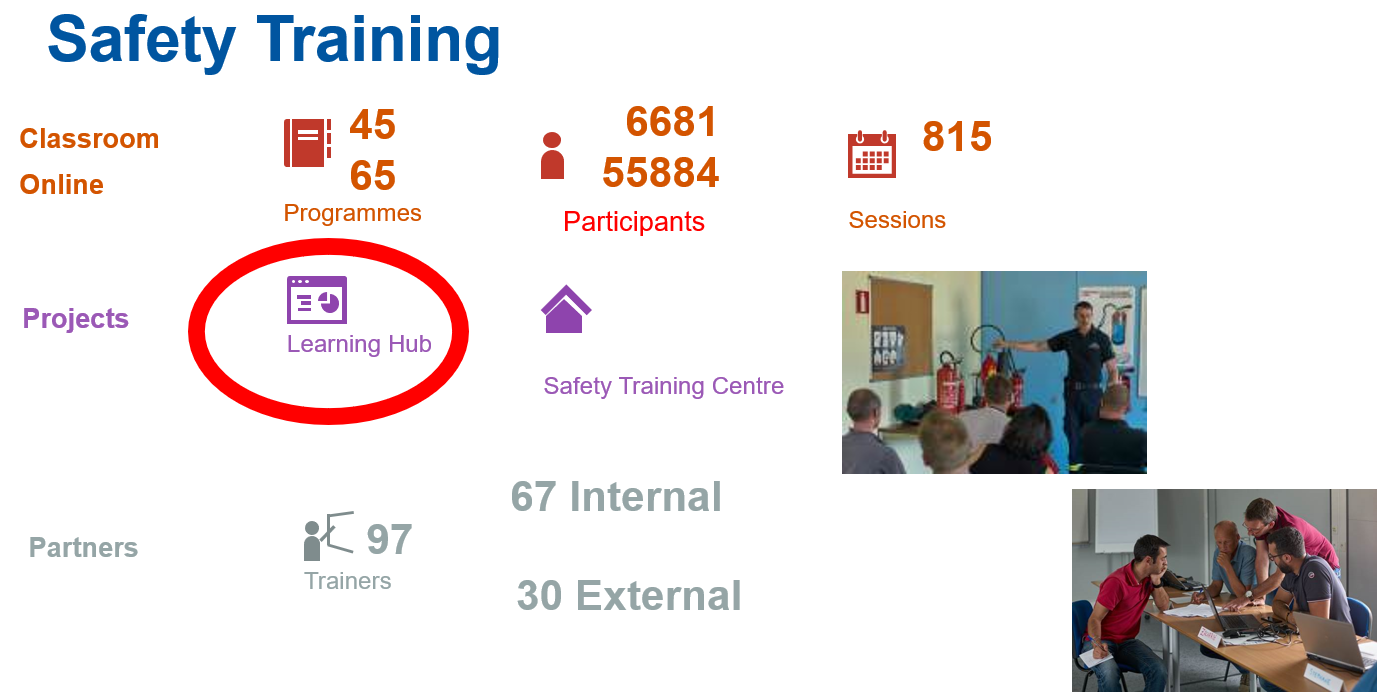 Safety Training
Classroom
45
6681
815
Online
65
55884
Programmes
Participants
Sessions
Projects
Learning Hub
Safety Training Centre
67 Internal
Partners
97
Trainers
30 External